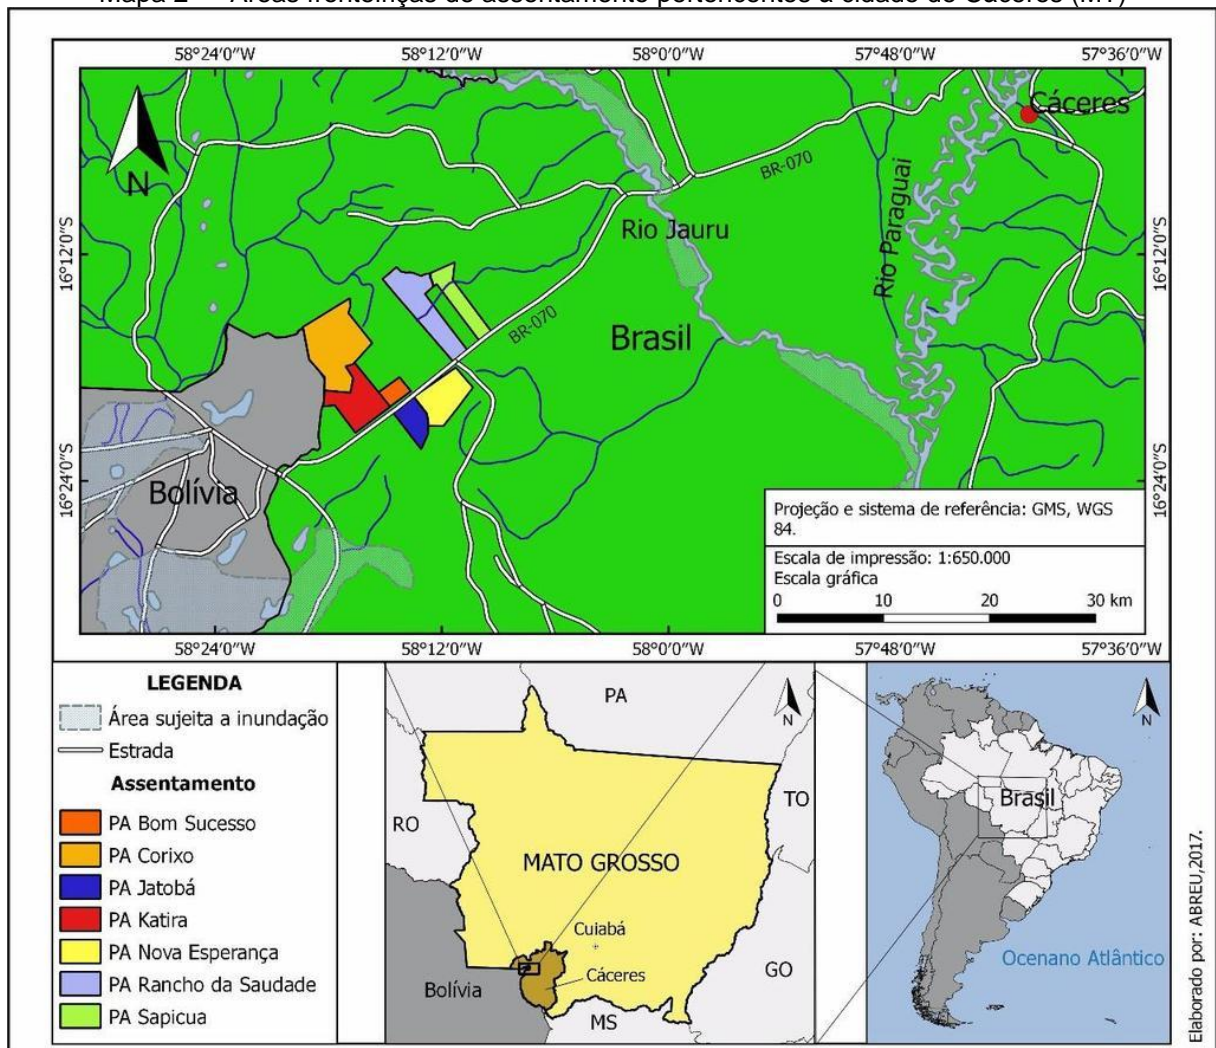 Mapa 2 – Áreas fronteiriças de assentamento pertencentes à cidade de Cáceres (MT)
58°24'0"W 58°12'0"W 58°0'0"W 57°48'0"W 57°36'0"W
Cáceres
N
BR-070
Rio Jauru
Rio Paraguai
16°12'0"S
16°12'0"S
BR-070
Brasil
16°24'0"S
16°24'0"S
Bolívia
Projeção e sistema de referência: GMS, WGS
84.
Escala de impressão: 1:650.000
Escala gráfica
0 10 20 30 km
58°24'0"W 58°12'0"W 58°0'0"W 57°48'0"W 57°36'0"W
LEGENDA
Área sujeita a inundação
Estrada
Assentamento
PA Bom Sucesso
PA Corixo
PA Jatobá
PA Katira
PA Nova Esperança
PA Rancho da Saudade
PA Sapicua
PA
N
TO
RO
MATO GROSSO
Cuiabá
Cáceres
GO
Bolívia
MS
N
Brasil
Ocenano Atlântico
Elaborado por: ABREU,2017.